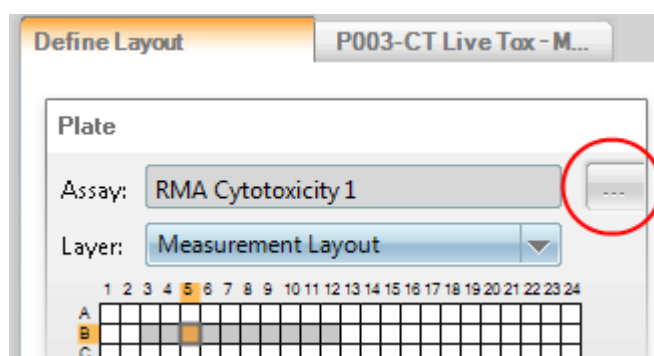 Define Layout P003-CT Live Tox - M...
Plate
Assay: RMA Cytotoxicity 1 ...
Layer: Measurement Layout
1 2 3 4 5 6 7 8 9 10 11 12 13 14 15 16 17 18 19 20 21 22 23 24
A
B
C